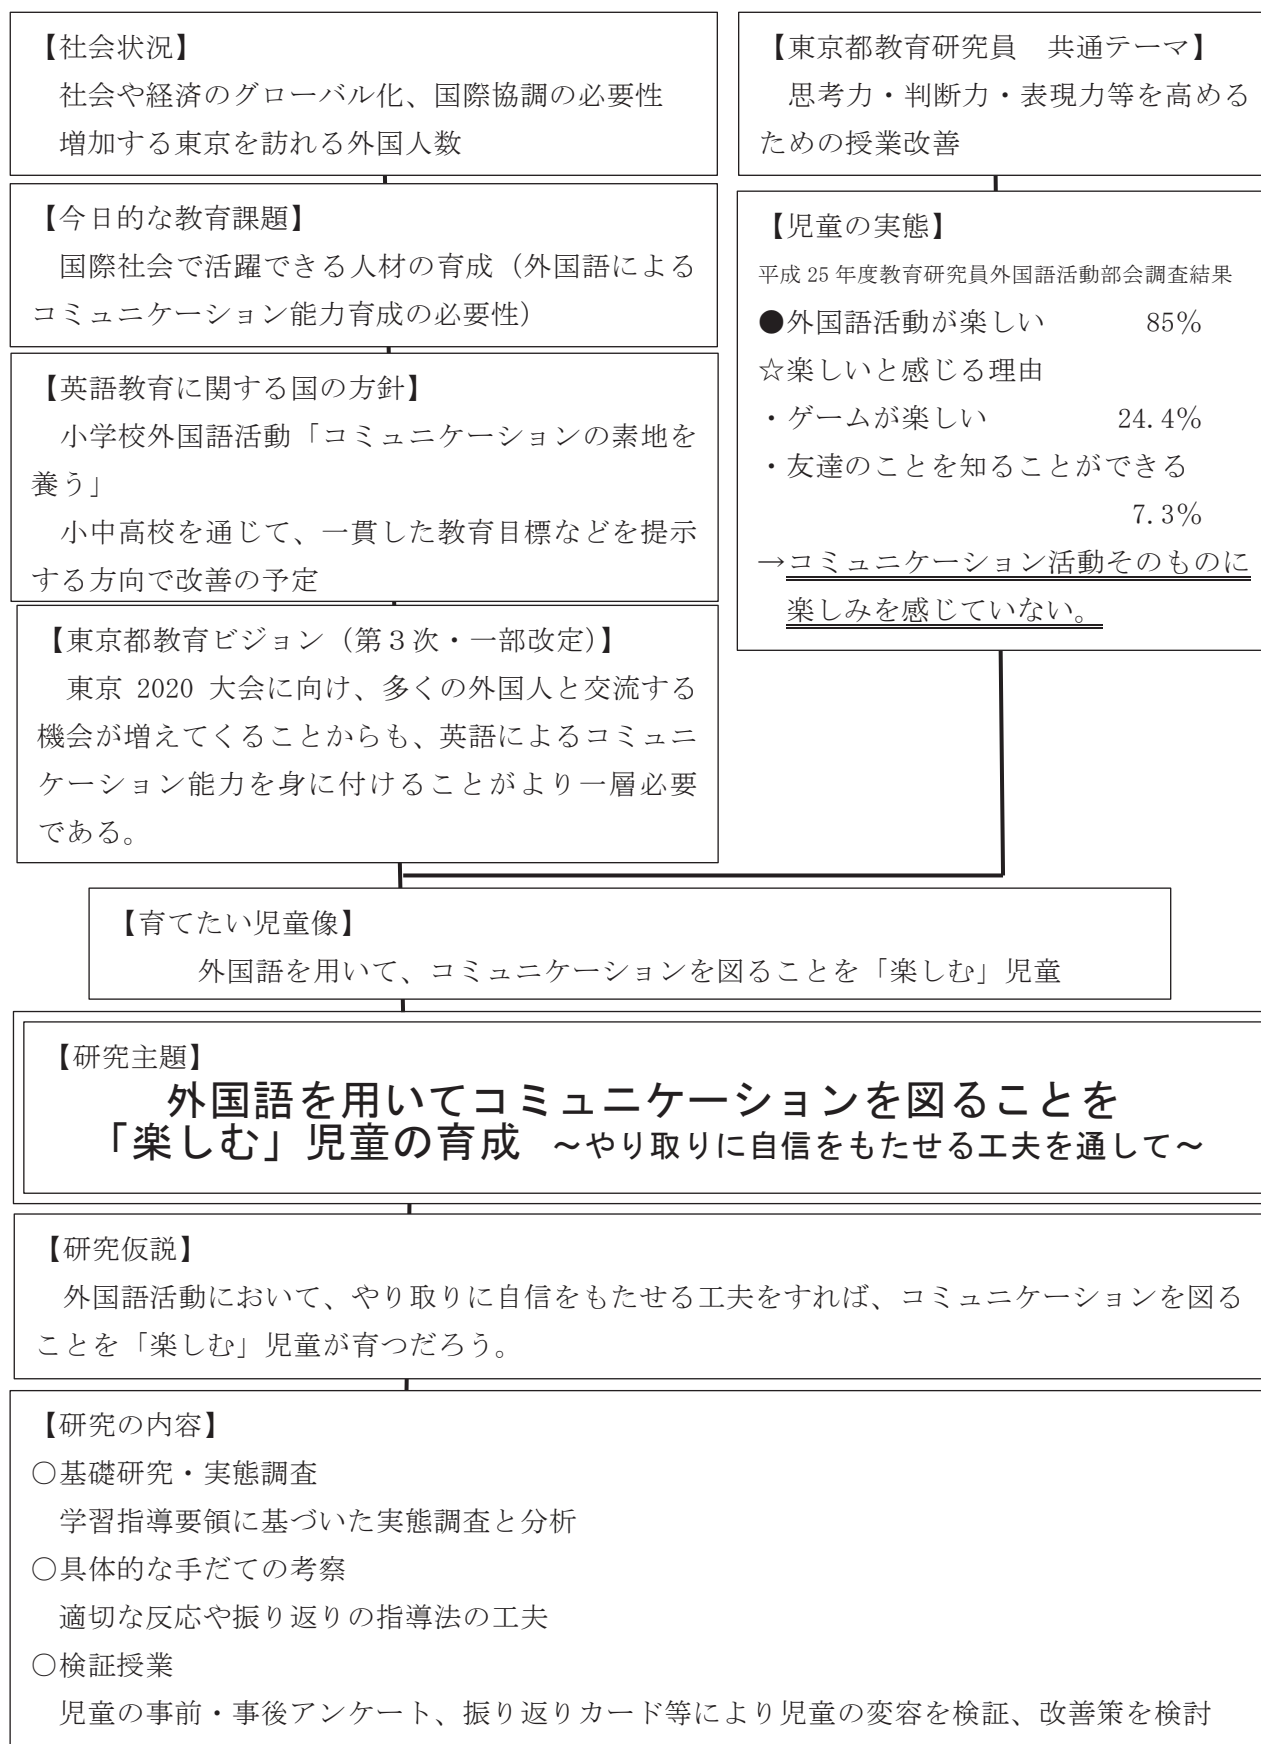 【社会状況】
社会や経済のグローバル化、国際協調の必要性
増加する東京を訪れる外国人数
【今日的な教育課題】
国際社会で活躍できる人材の育成（外国語による
コミュニケーション能力育成の必要性）
【英語教育に関する国の方針】
小学校外国語活動「コミュニケーションの素地を
養う」
小中高校を通じて、一貫した教育目標などを提示
する方向で改善の予定
【東京都教育ビジョン（第３次・一部改定）】
東京 2020 大会に向け、多くの外国人と交流する
機会が増えてくることからも、英語によるコミュニ
ケーション能力を身に付けることがより一層必要
である。
【東京都教育研究員　共通テーマ】
思考力・判断力・表現力等を高める
ための授業改善
【児童の実態】
平成 25 年度教育研究員外国語活動部会調査結果
●外国語活動が楽しい　85%
☆楽しいと感じる理由
・ゲームが楽しい　24.4%
・友達のことを知ることができる
7.3%
→コミュニケーション活動そのものに
楽しみを感じていない。
【育てたい児童像】
外国語を用いて、コミュニケーションを図ることを「楽しむ」児童
【研究主題】
外国語を用いてコミュニケーションを図ることを
「楽しむ」児童の育成　～やり取りに自信をもたせる工夫を通して～
【研究仮説】
外国語活動において、やり取りに自信をもたせる工夫をすれば、コミュニケーションを図る
ことを「楽しむ」児童が育つだろう。
【研究の内容】
○基礎研究・実態調査
学習指導要領に基づいた実態調査と分析
○具体的な手だての考察
適切な反応や振り返りの指導法の工夫
○検証授業
児童の事前・事後アンケート、振り返りカード等により児童の変容を検証、改善策を検討